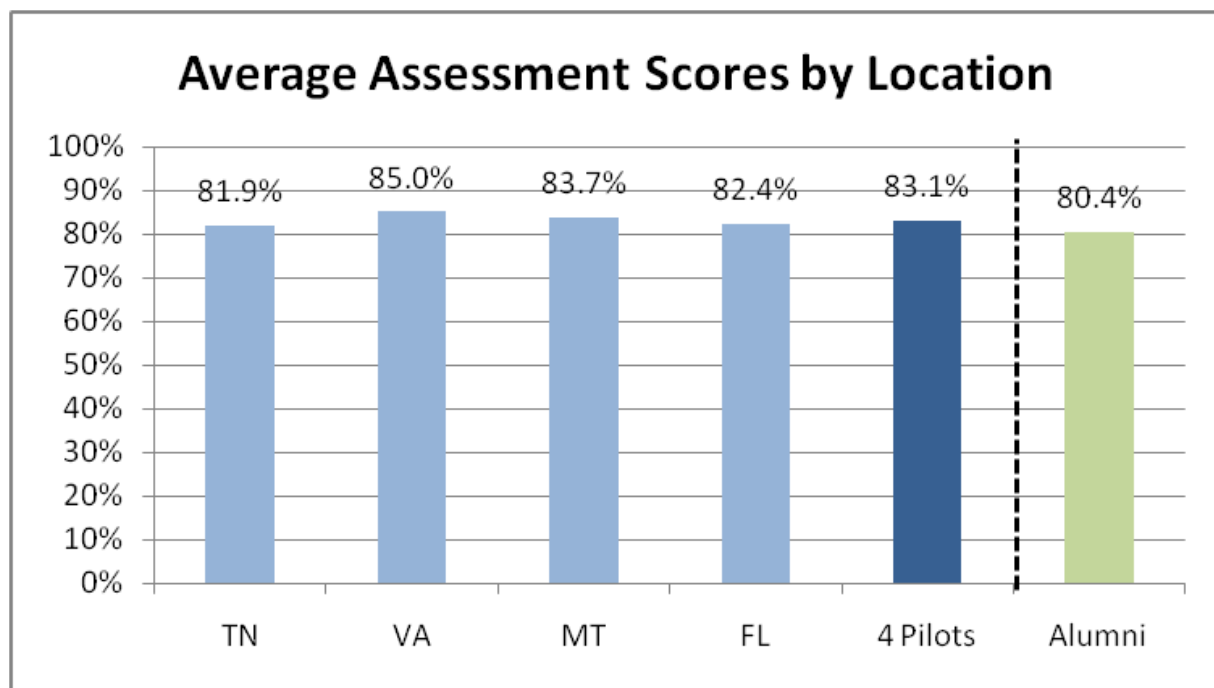 Average Assessment Scores by Location
100%
90%
80%
70%
60%
50%
40%
30%
20%
10%
0%
81.9%
85.0%
83.7%
82.4%
83.1%
80.4%
TN
VA
MT
FL
4 Pilots
Alumni